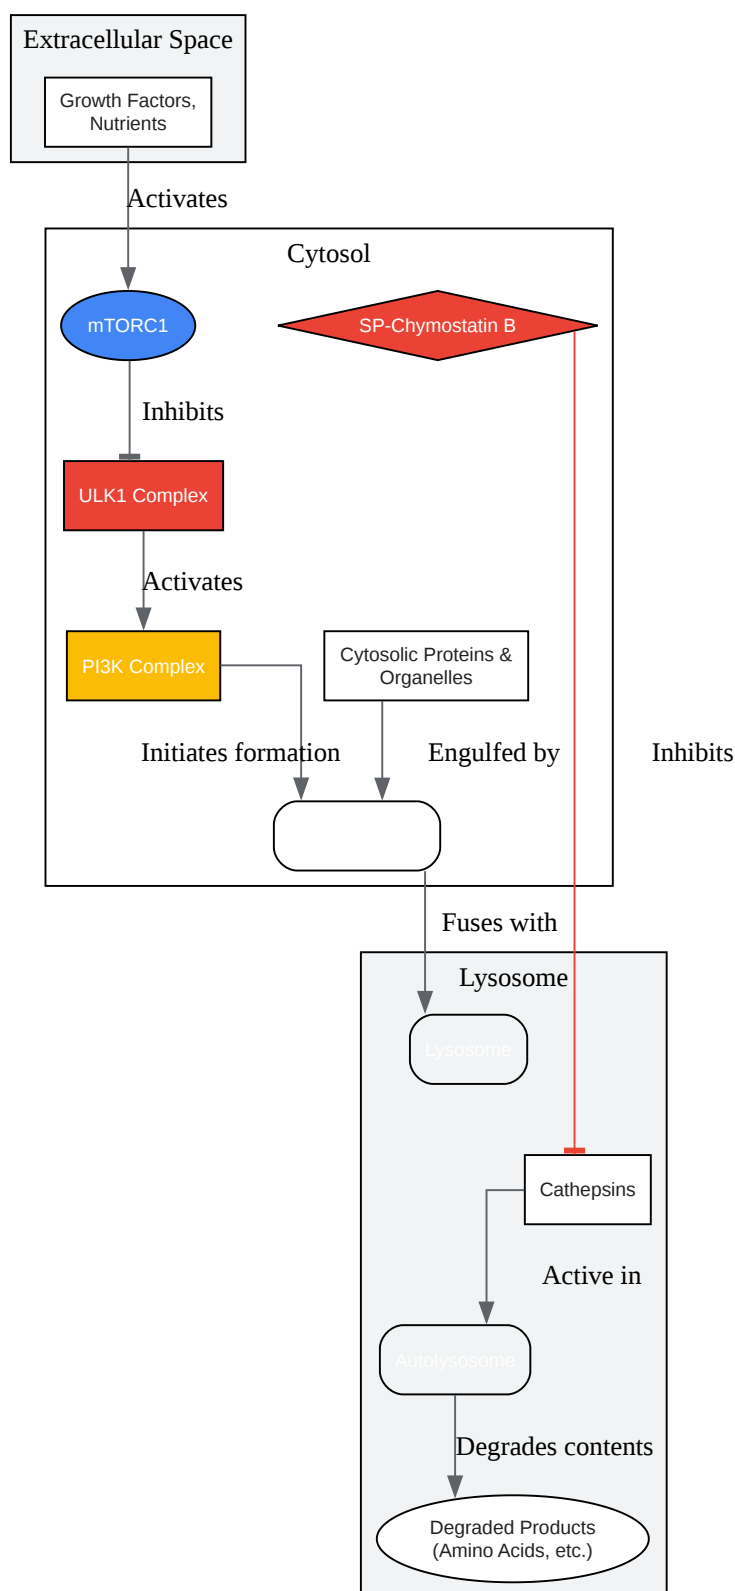 Extracellular Space
Growth Factors,
Nutrients
Activates
Cytosol
mTORC1
SP-Chymostatin B
Inhibits
ULK1 Complex
Activates
PI3K Complex
Cytosolic Proteins &
Organelles
Initiates formation
Engulfed by
Inhibits
Fuses with
Lysosome
Lysosome
Cathepsins
Active in
Autolysosome
Degrades contents
Degraded Products
(Amino Acids, etc.)